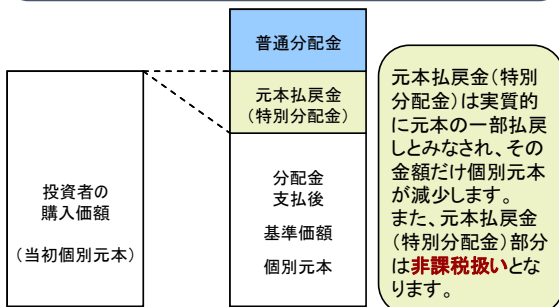 普通分配金
元本払戻金
(特別分配金)
投資者の
購入価額
(当初個別元本)
分配金
支払後
基準価額
個別元本
元本払戻金(特別
分配金)は実質的
に元本の一部払戻
しとみなされ、その
金額だけ個別元本
が減少します。
また、元本払戻金
(特別分配金)部分
は非課税扱いとな
ります。